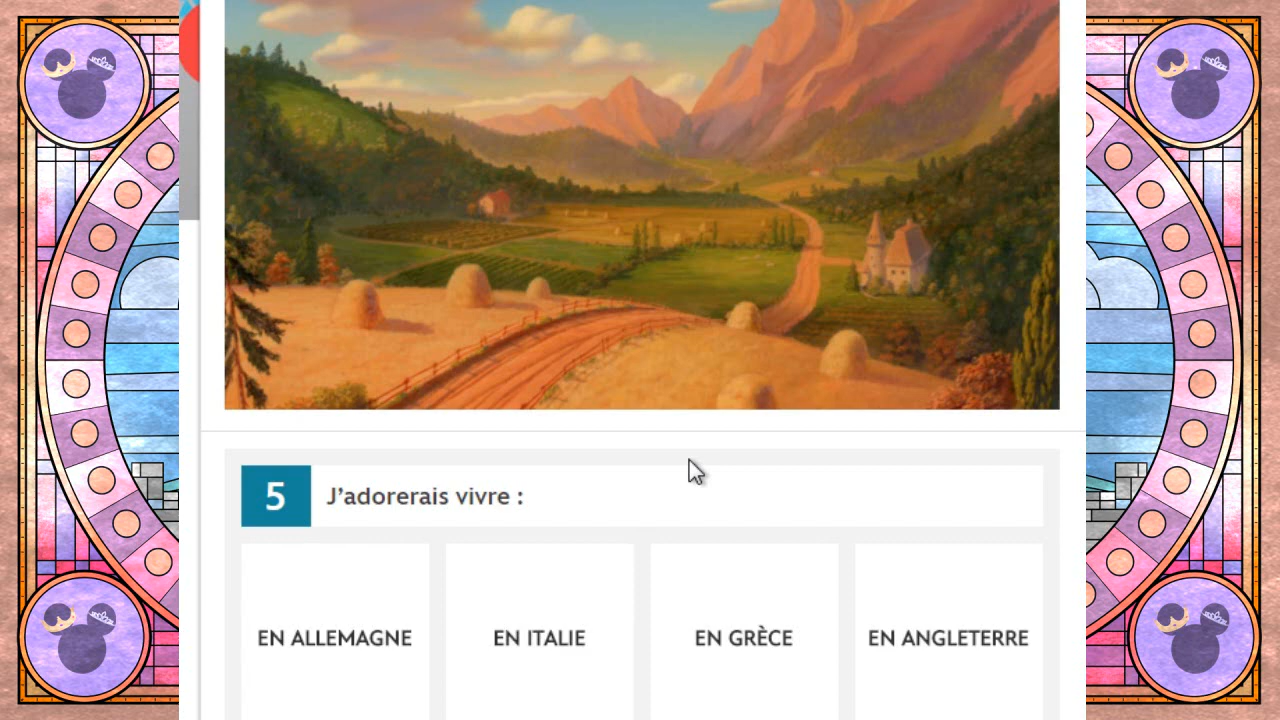 5 J’adorerais vivre :
EN ALLEMAGNE EN ITALIE EN GRÈCE EN ANGLETERRE